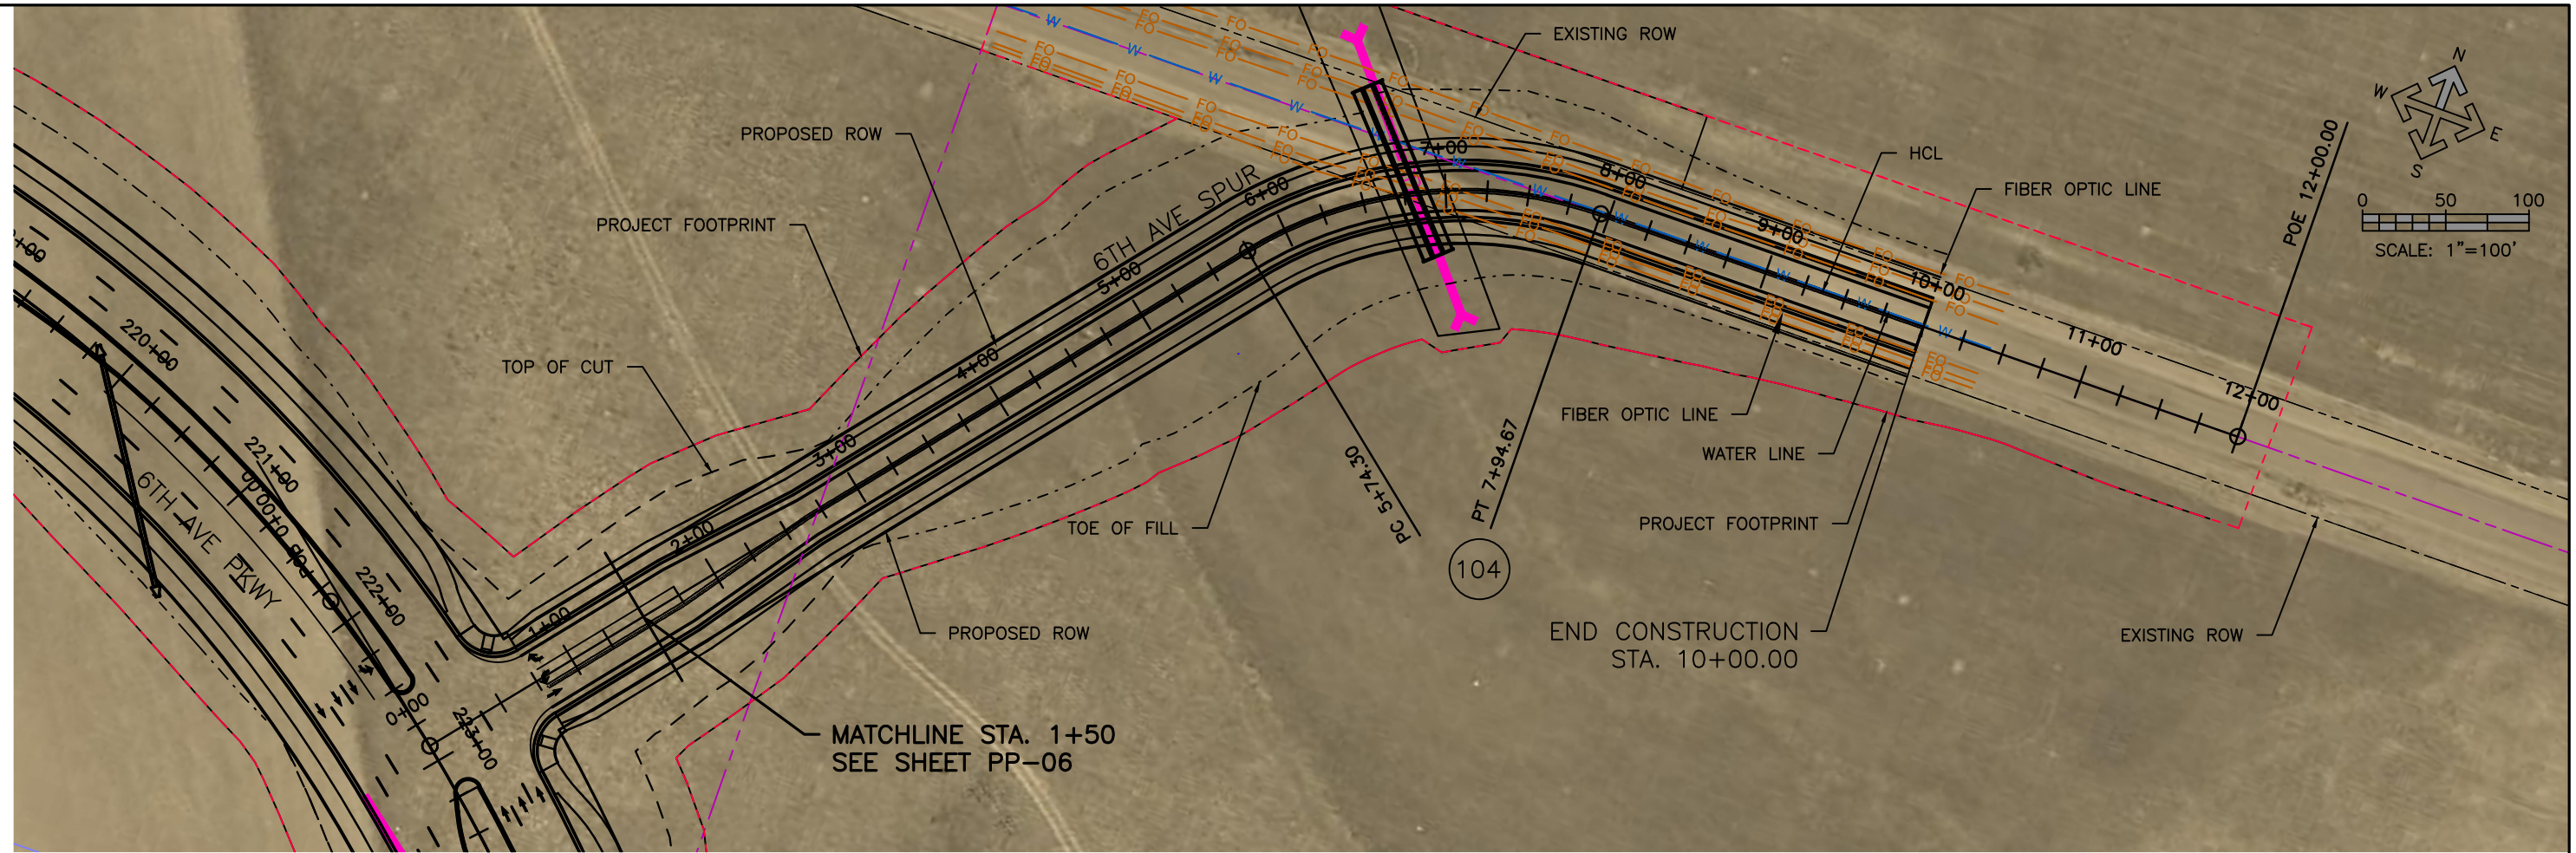 EXISTING ROW
N
W
E
S
0 50 100
SCALE: 1"=100'
PROPOSED ROW
HCL
FIBER OPTIC LINE
POE 12+00.00
PROJECT FOOTPRINT
6TH AVE SPUR
TOP OF CUT
1+00
2+00
3+00
4+00
5+00
6+00
7+00
8+00
9+00
10+00
11+00
12+00
220+00
221+00
222+00
223+00
0+00
6TH AVE PKWY
PC 5+74.30
PT 7+94.67
104
FIBER OPTIC LINE
WATER LINE
PROJECT FOOTPRINT
TOE OF FILL
PROPOSED ROW
END CONSTRUCTION
STA. 10+00.00
EXISTING ROW
MATCHLINE STA. 1+50
SEE SHEET PP-06
FO
W